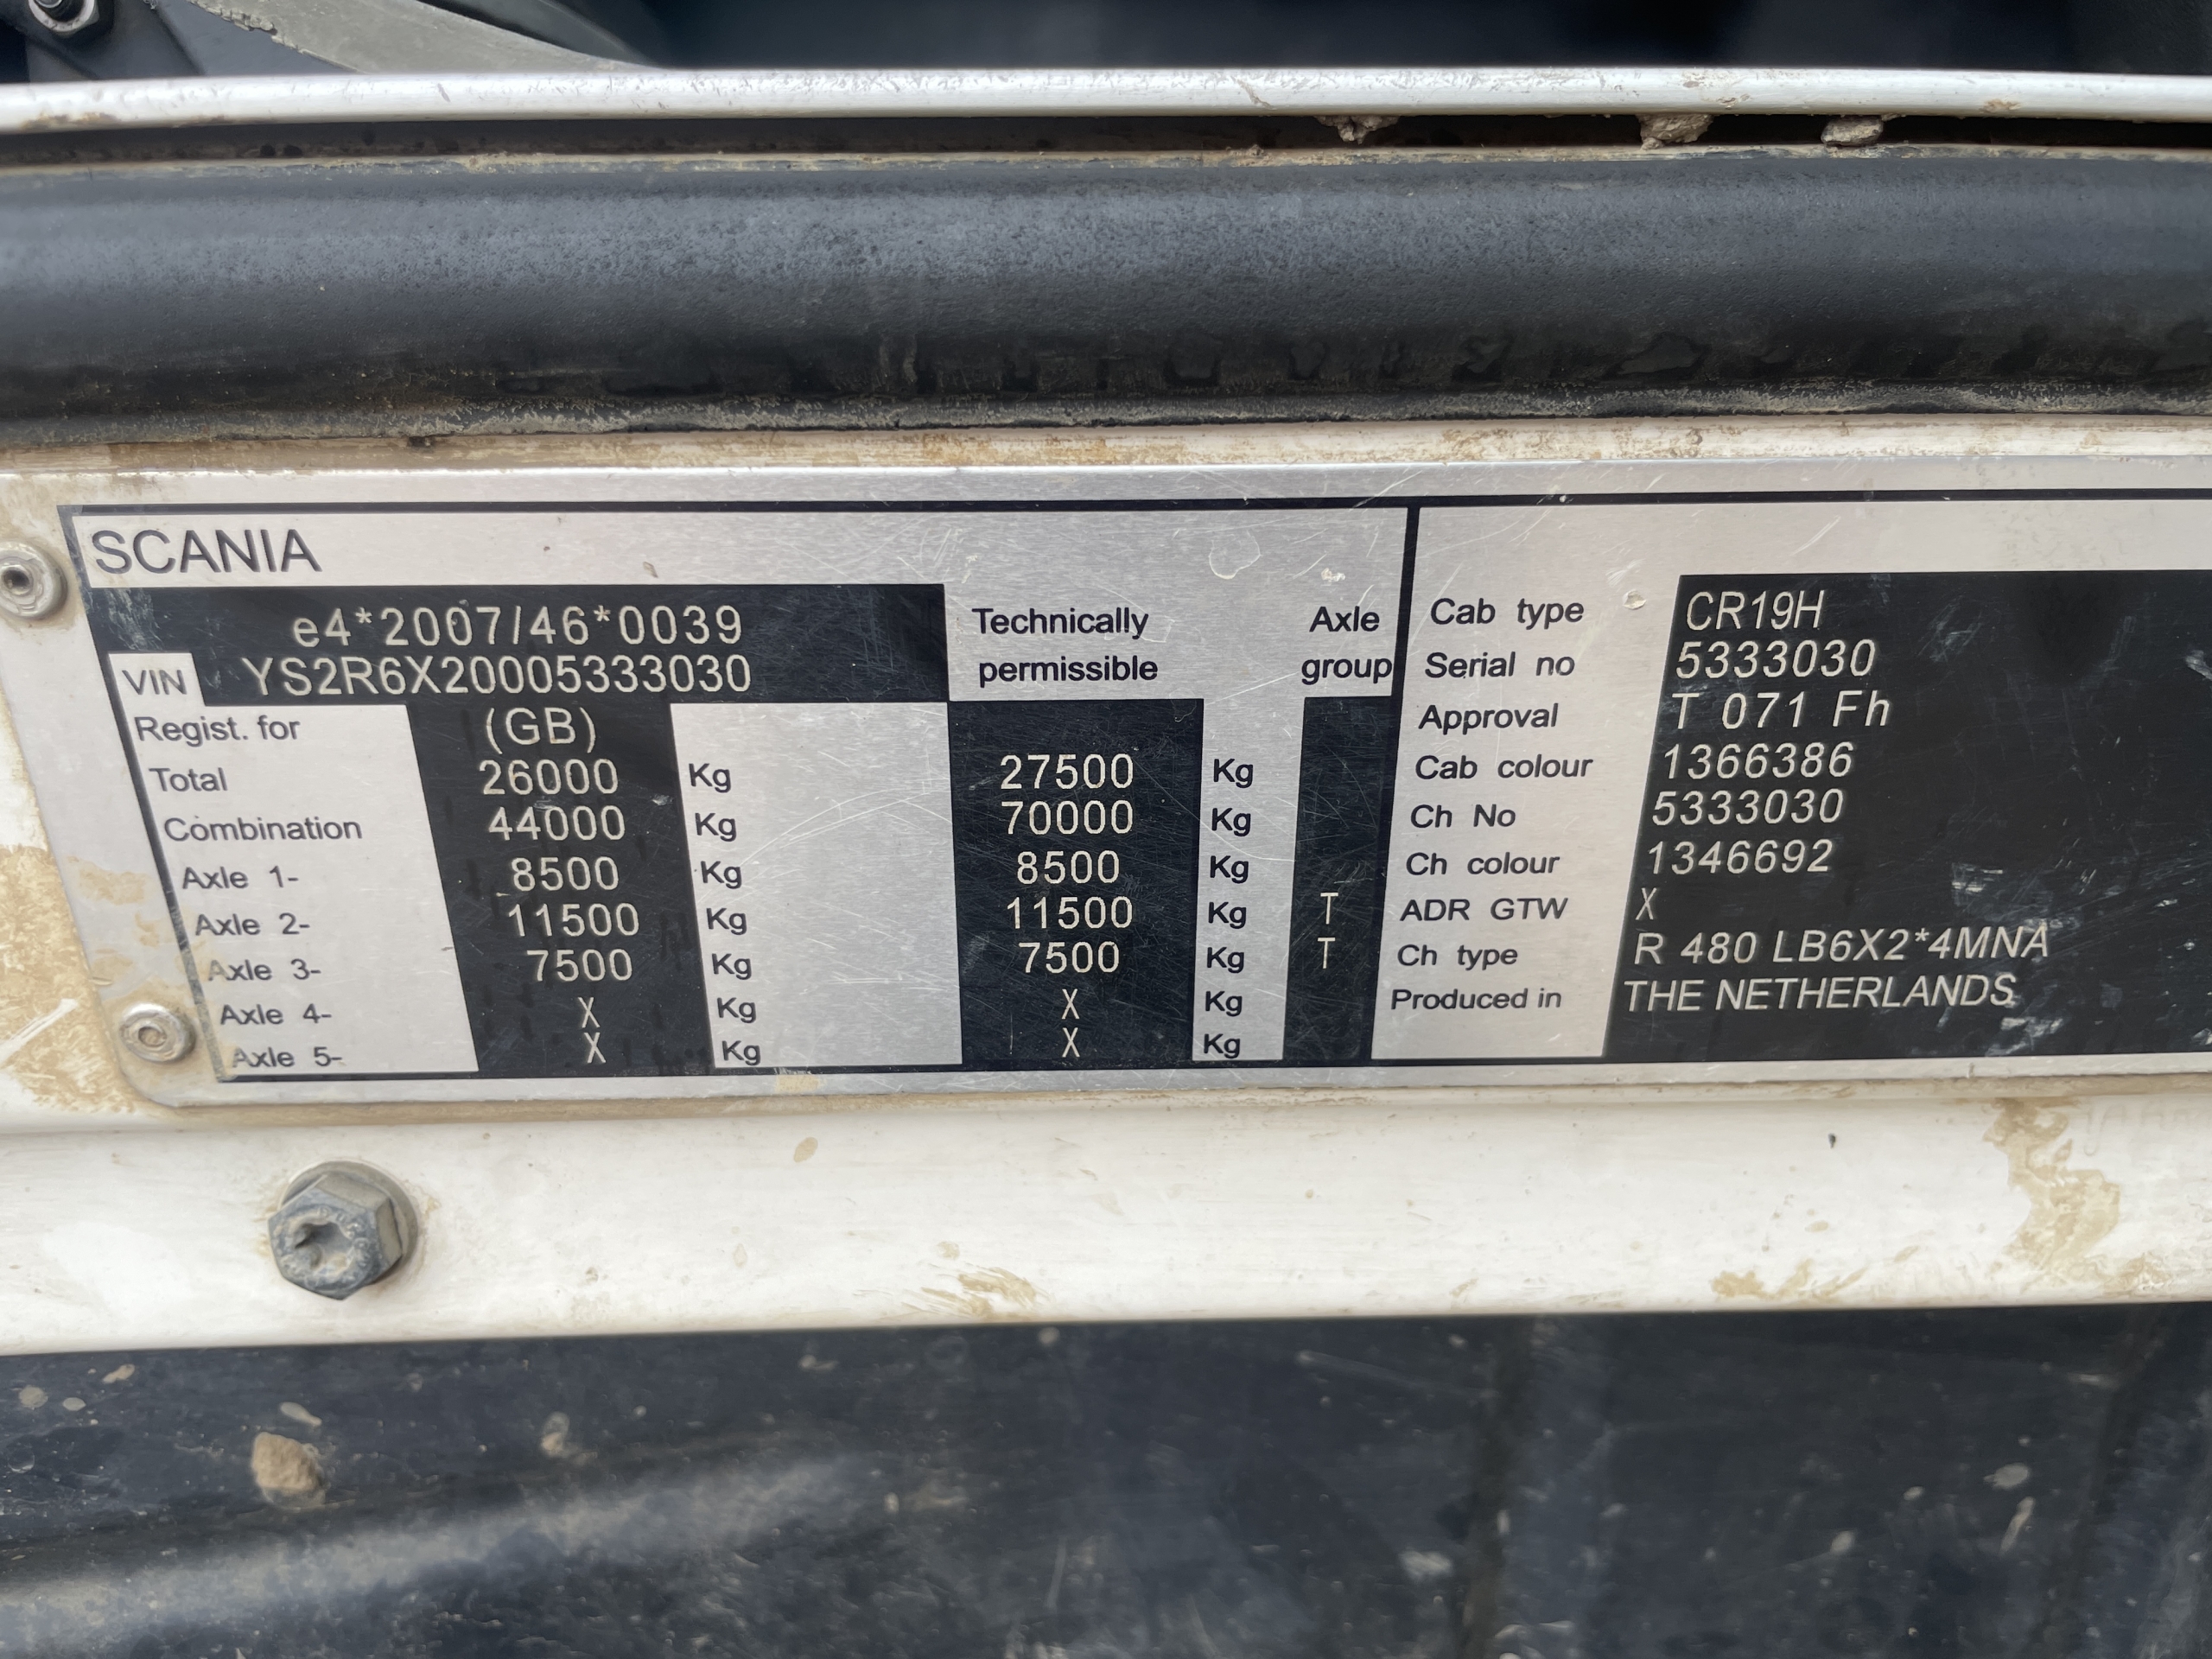 SCANIA
e4*2007/46*0039
VIN YS2R6X20005333030
Technically permissible
Axle group
Regist. for (GB)
Total 26000 Kg 27500 Kg
Combination 44000 Kg 70000 Kg
Axle 1- 8500 Kg 8500 Kg
Axle 2- 11500 Kg 11500 Kg T
Axle 3- 7500 Kg 7500 Kg T
Axle 4- X Kg X Kg
Axle 5- X Kg X Kg
Cab type CR19H
Serial no 5333030
Approval T 071 Fh
Cab colour 1366386
Ch No 5333030
Ch colour 1346692
ADR GTW X
Ch type R 480 LB6X2*4MNA
Produced in THE NETHERLANDS